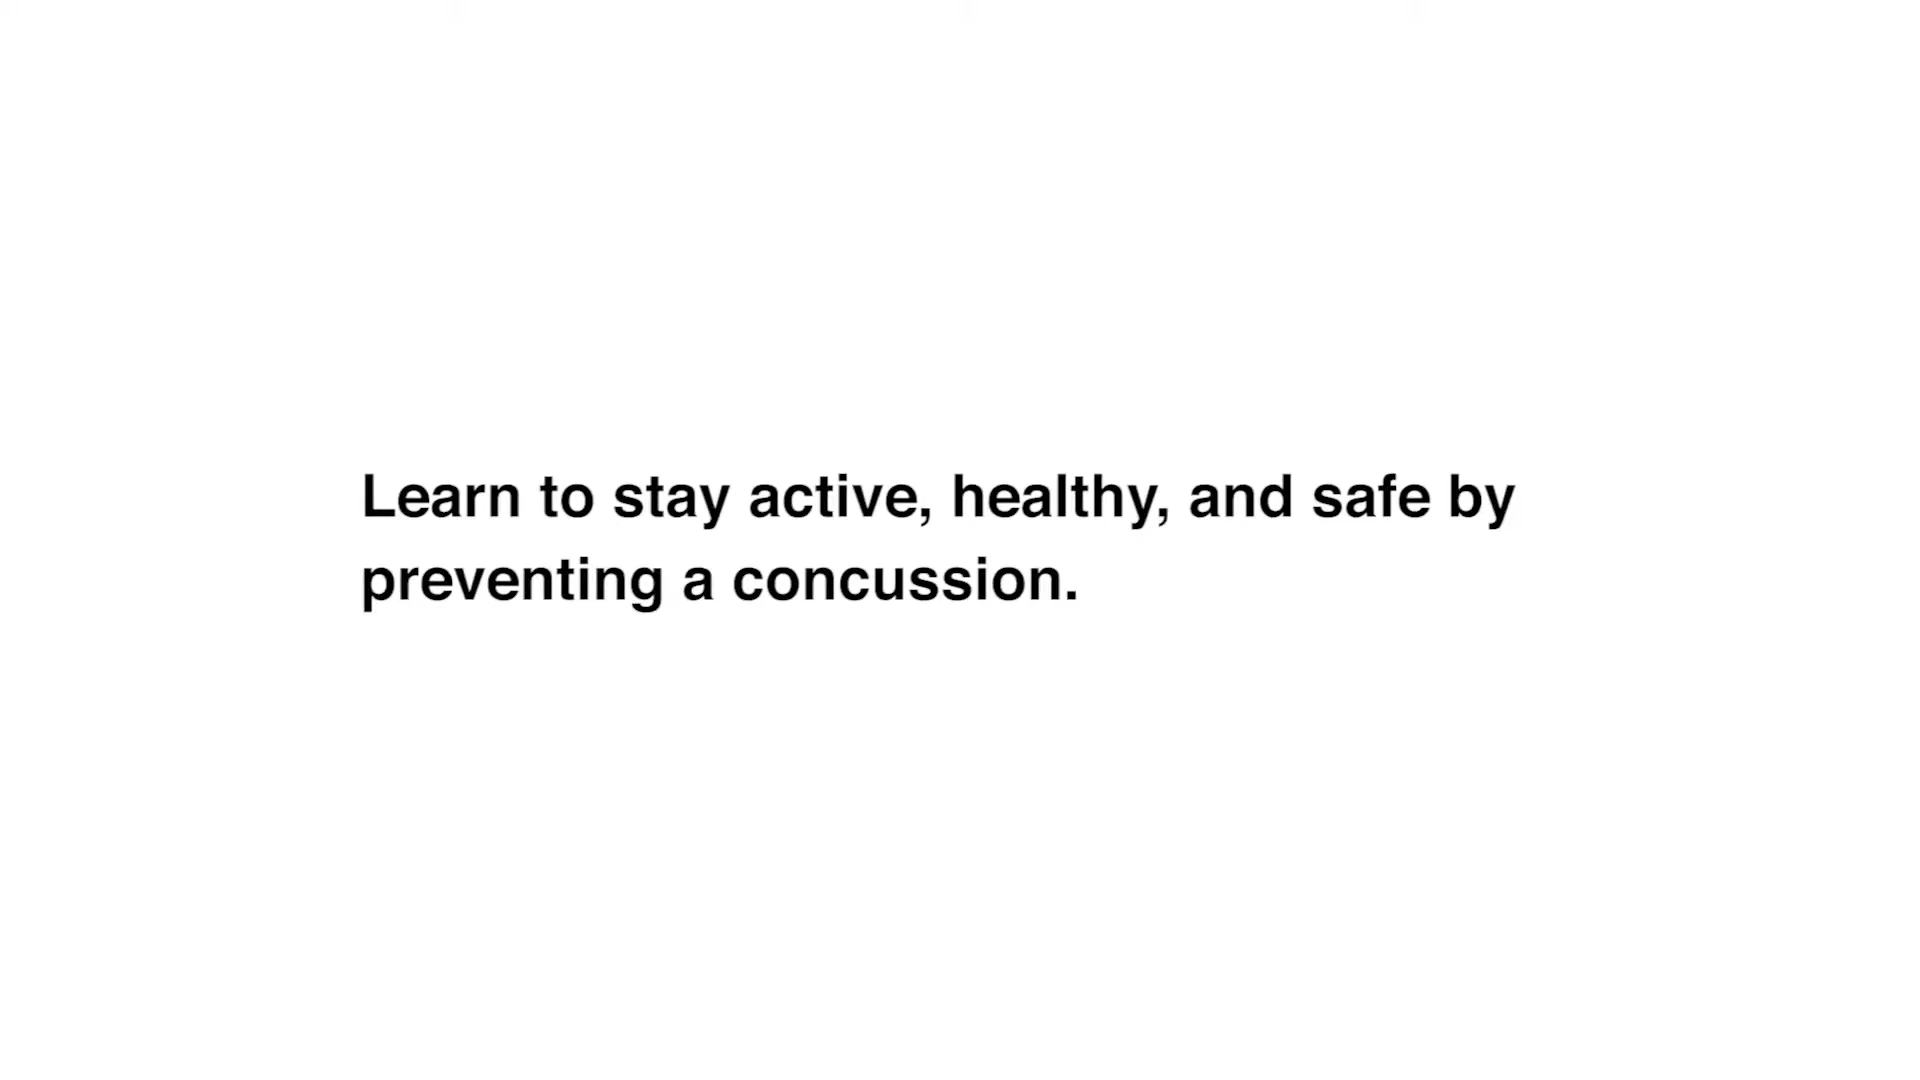 Learn to stay active, healthy, and safe by
preventing a concussion.